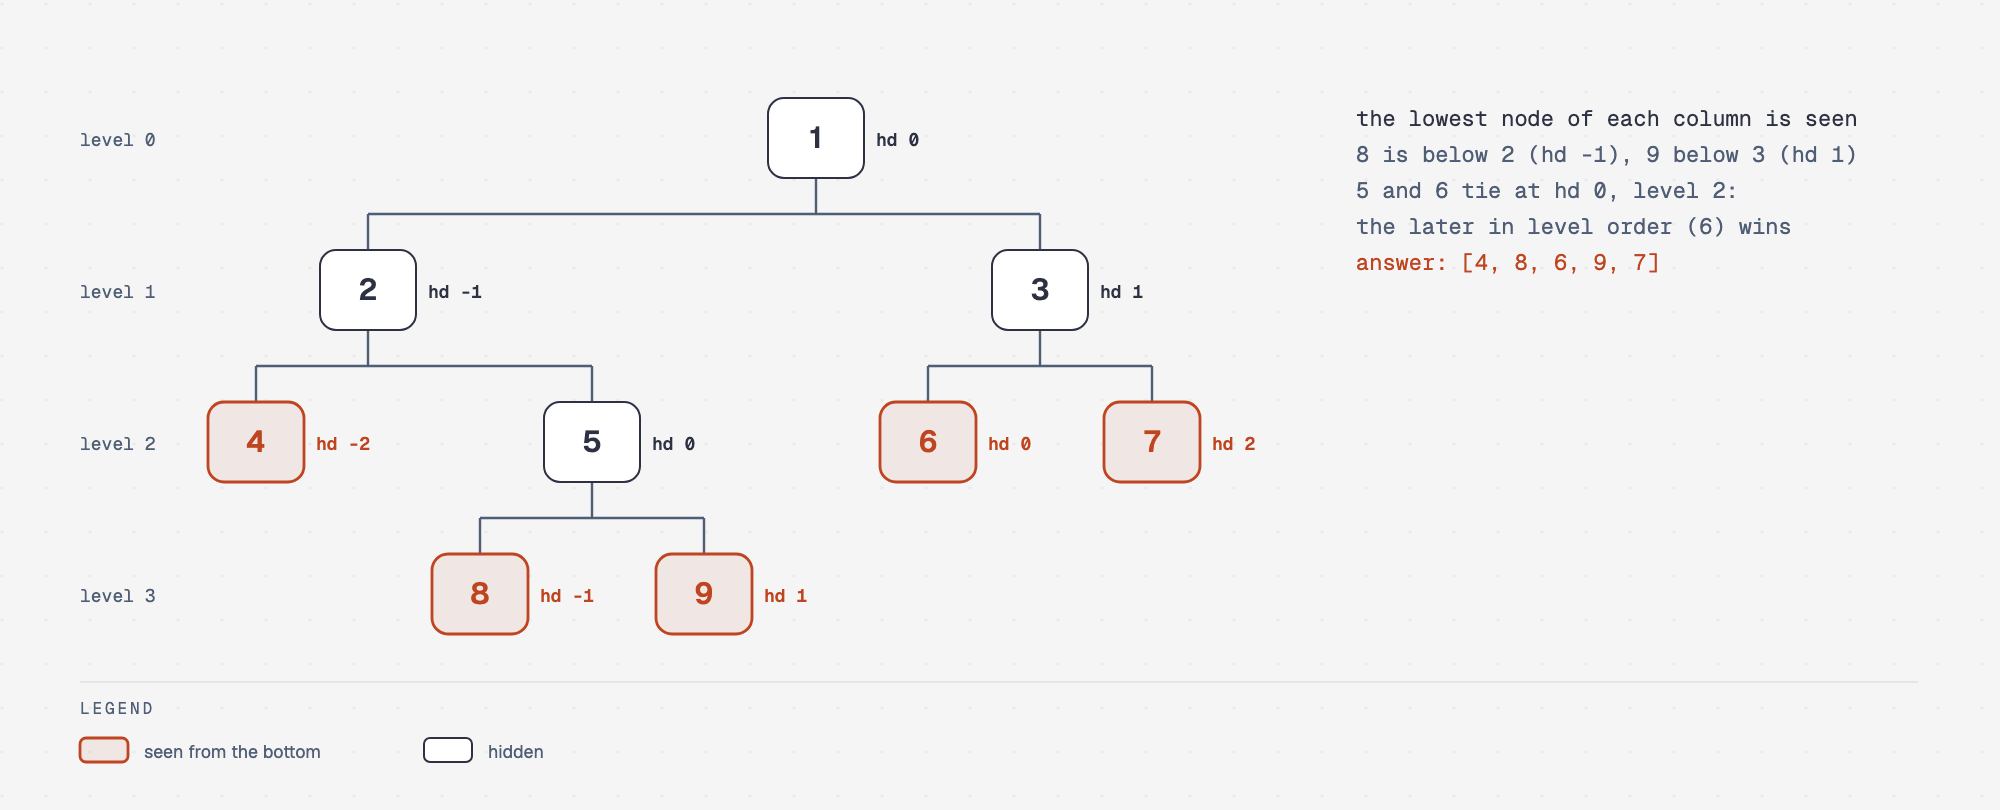 level 0
1
hd 0
the lowest node of each column is seen
8 is below 2 (hd -1), 9 below 3 (hd 1)
5 and 6 tie at hd 0, level 2:
the later in level order (6) wins
answer: [4, 8, 6, 9, 7]
level 1
2
hd -1
3
hd 1
level 2
4
hd -2
5
hd 0
6
hd 0
7
hd 2
level 3
8
hd -1
9
hd 1
LEGEND
seen from the bottom
hidden